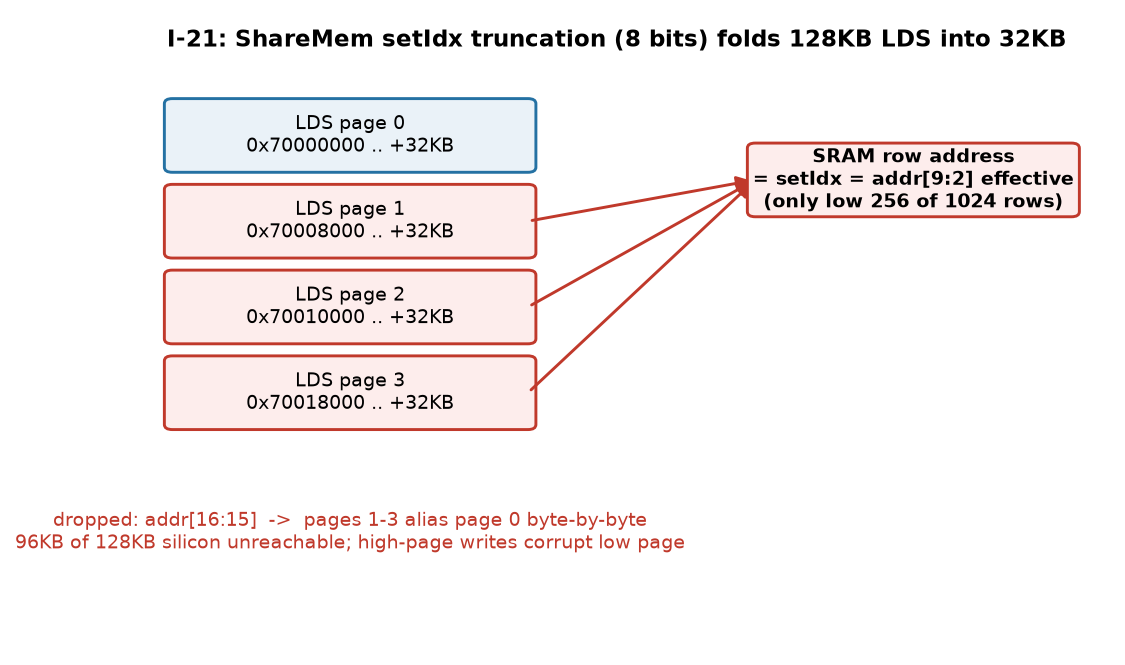 I-21: ShareMem setIdx truncation (8 bits) folds 128KB LDS into 32KB
LDS page 0
0x70000000 .. +32KB
LDS page 1
0x70008000 .. +32KB
LDS page 2
0x70010000 .. +32KB
LDS page 3
0x70018000 .. +32KB
SRAM row address
= setIdx = addr[9:2] effective
(only low 256 of 1024 rows)
dropped: addr[16:15]  ->  pages 1-3 alias page 0 byte-by-byte
96KB of 128KB silicon unreachable; high-page writes corrupt low page